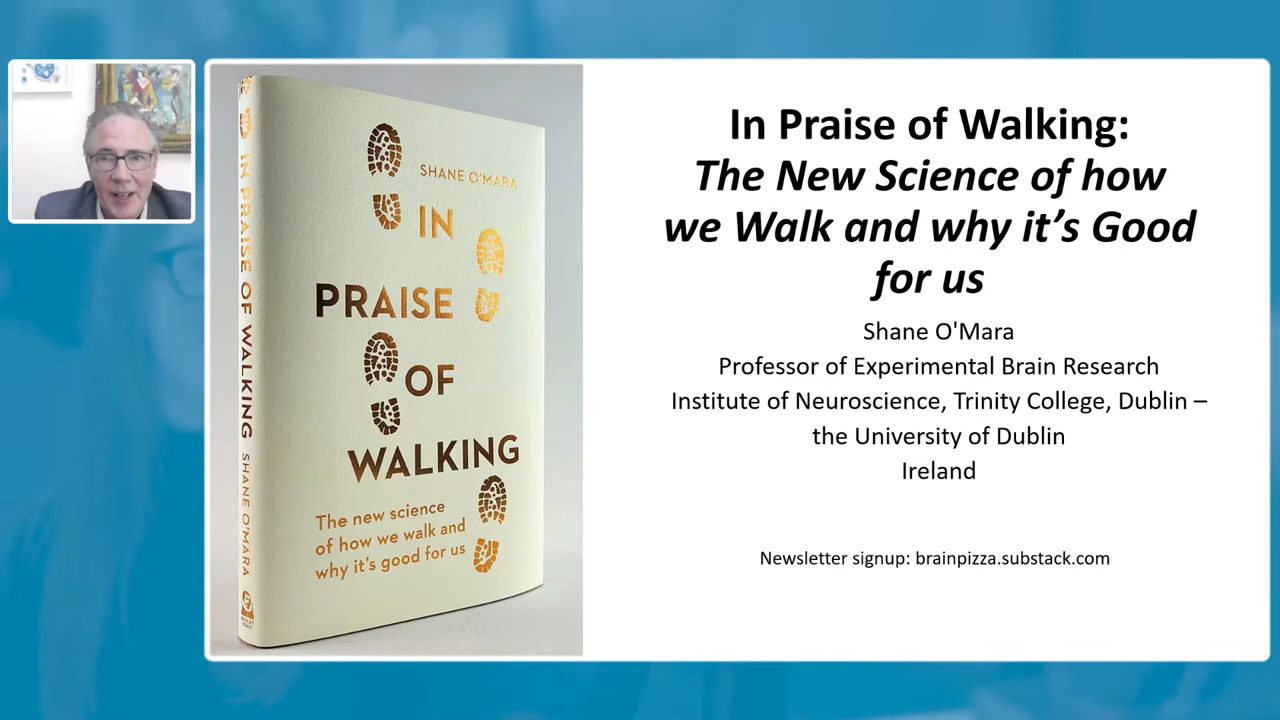 SHANE O'MARA
IN
PRAISE
OF
WALKING
The new science
of how we walk and
why it's good for us
IN PRAISE OF WALKING SHANE O'MARA
In Praise of Walking:
The New Science of how
we Walk and why it’s Good
for us
Shane O'Mara
Professor of Experimental Brain Research
Institute of Neuroscience, Trinity College, Dublin –
the University of Dublin
Ireland
Newsletter signup: brainpizza.substack.com